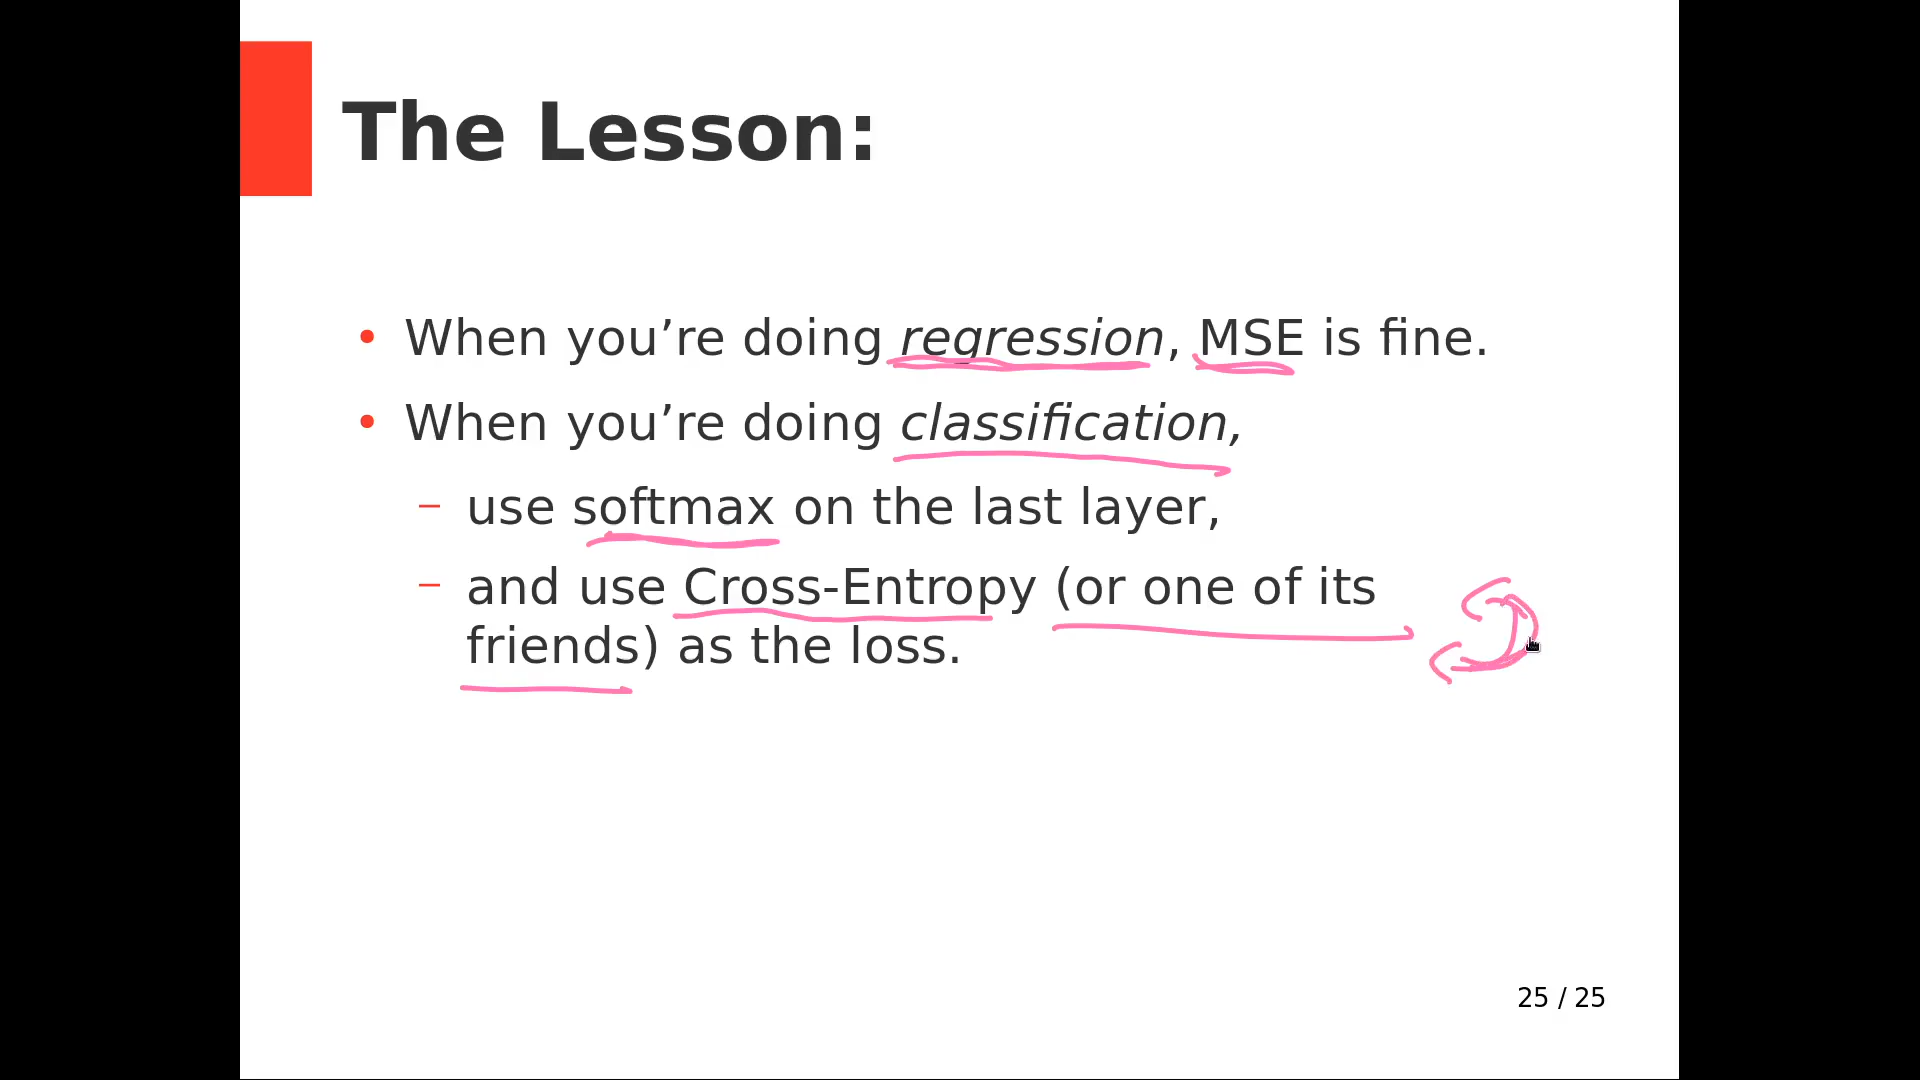 The Lesson:
• When you’re doing regression, MSE is fine.
• When you’re doing classification,
– use softmax on the last layer,
– and use Cross-Entropy (or one of its
friends) as the loss.
25 / 25